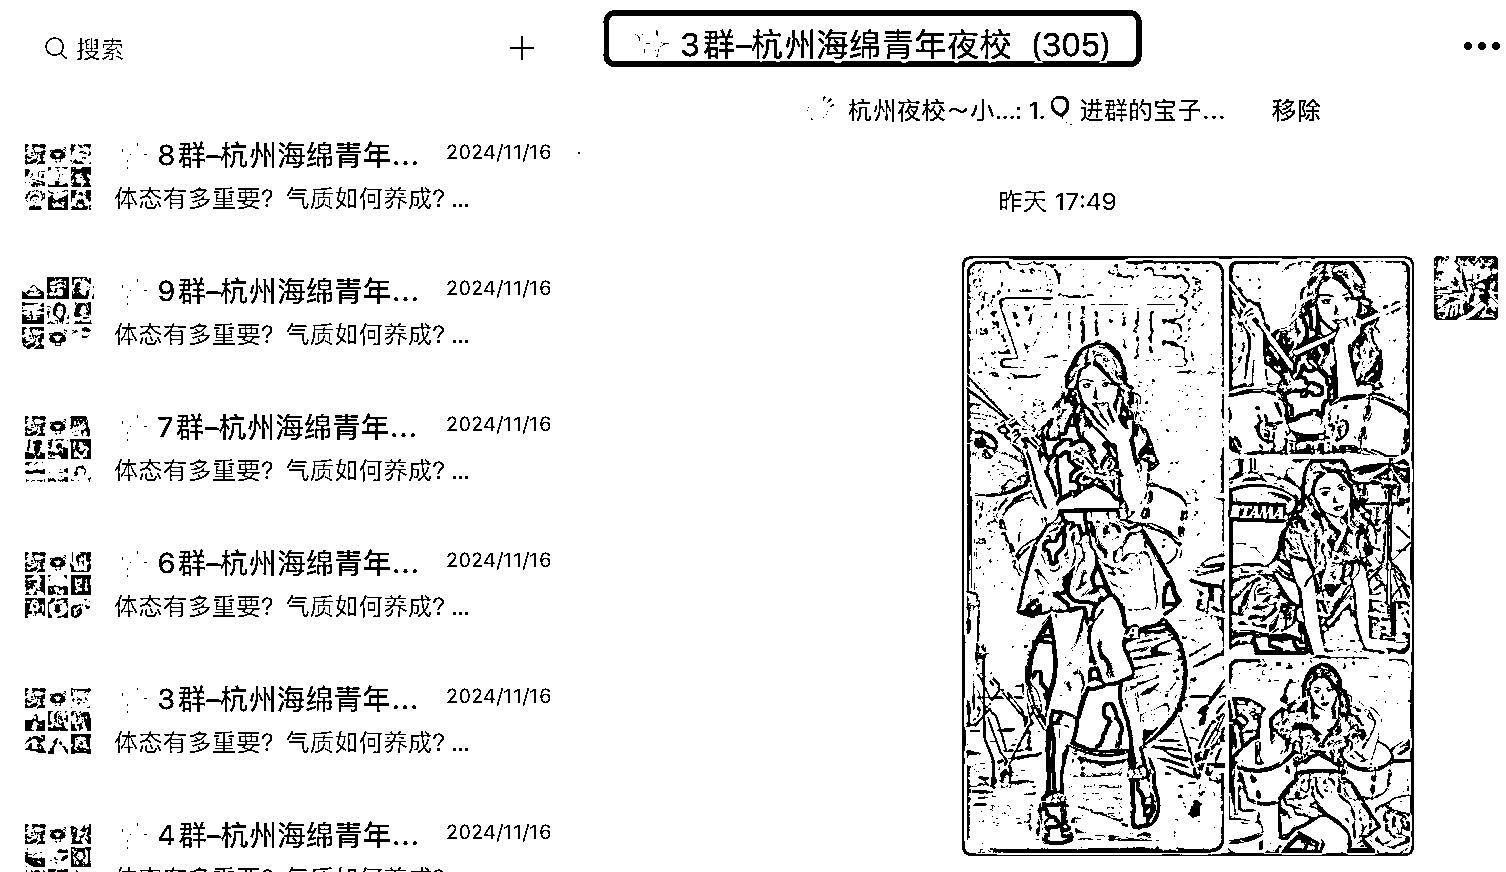 搜索
8群–杭州海绵青年... 2024/11/16
体态有多重要？气质如何养成？...
9群–杭州海绵青年... 2024/11/16
体态有多重要？气质如何养成？...
7群–杭州海绵青年... 2024/11/16
体态有多重要？气质如何养成？...
6群–杭州海绵青年... 2024/11/16
体态有多重要？气质如何养成？...
3群–杭州海绵青年... 2024/11/16
体态有多重要？气质如何养成？...
4群–杭州海绵青年... 2024/11/16
3群–杭州海绵青年夜校 (305)
杭州夜校～小...: 1. 进群的宝子... 移除
昨天 17:49
TAMA